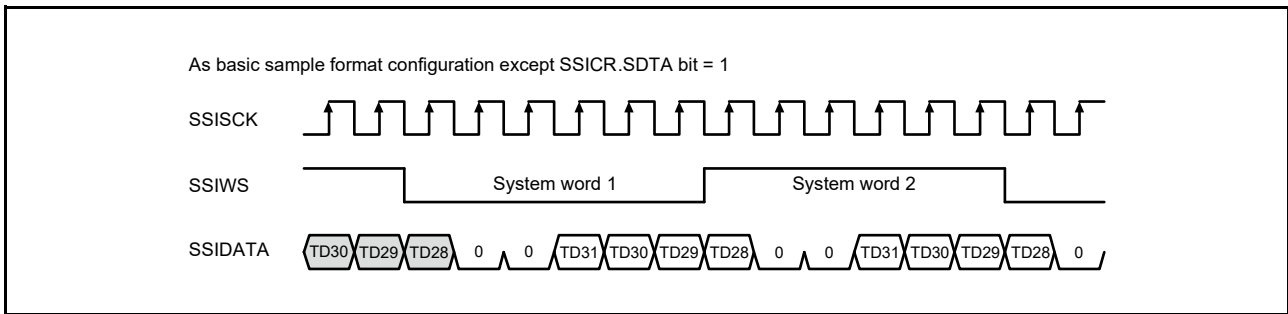 As basic sample format configuration except SSICR.SDTA bit = 1
SSISCK
SSIWS System word 1 System word 2
SSIDATA TD30 TD29 TD28 0 0 TD31 TD30 TD29 TD28 0 0 TD31 TD30 TD29 TD28 0